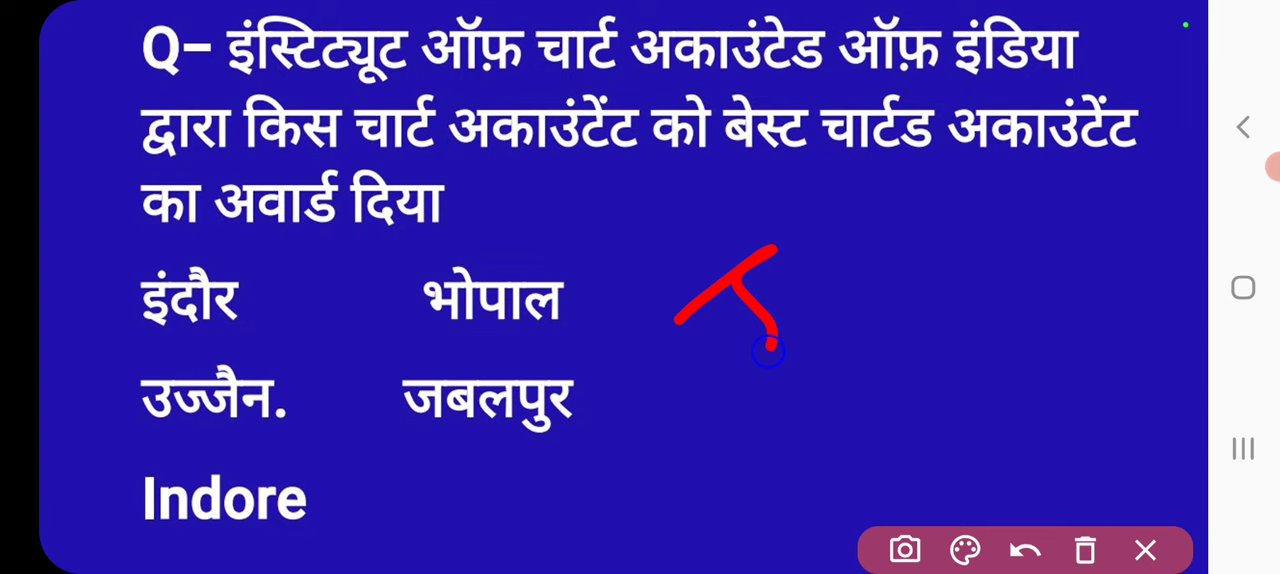 Q– इंस्टिट्यूट ऑफ़ चार्ट अकाउंटेड ऑफ़ इंडिया
द्वारा किस चार्ट अकाउंटेंट को बेस्ट चार्टड अकाउंटेंट
का अवार्ड दिया
इंदौर भोपाल
उज्जैन. जबलपुर
Indore